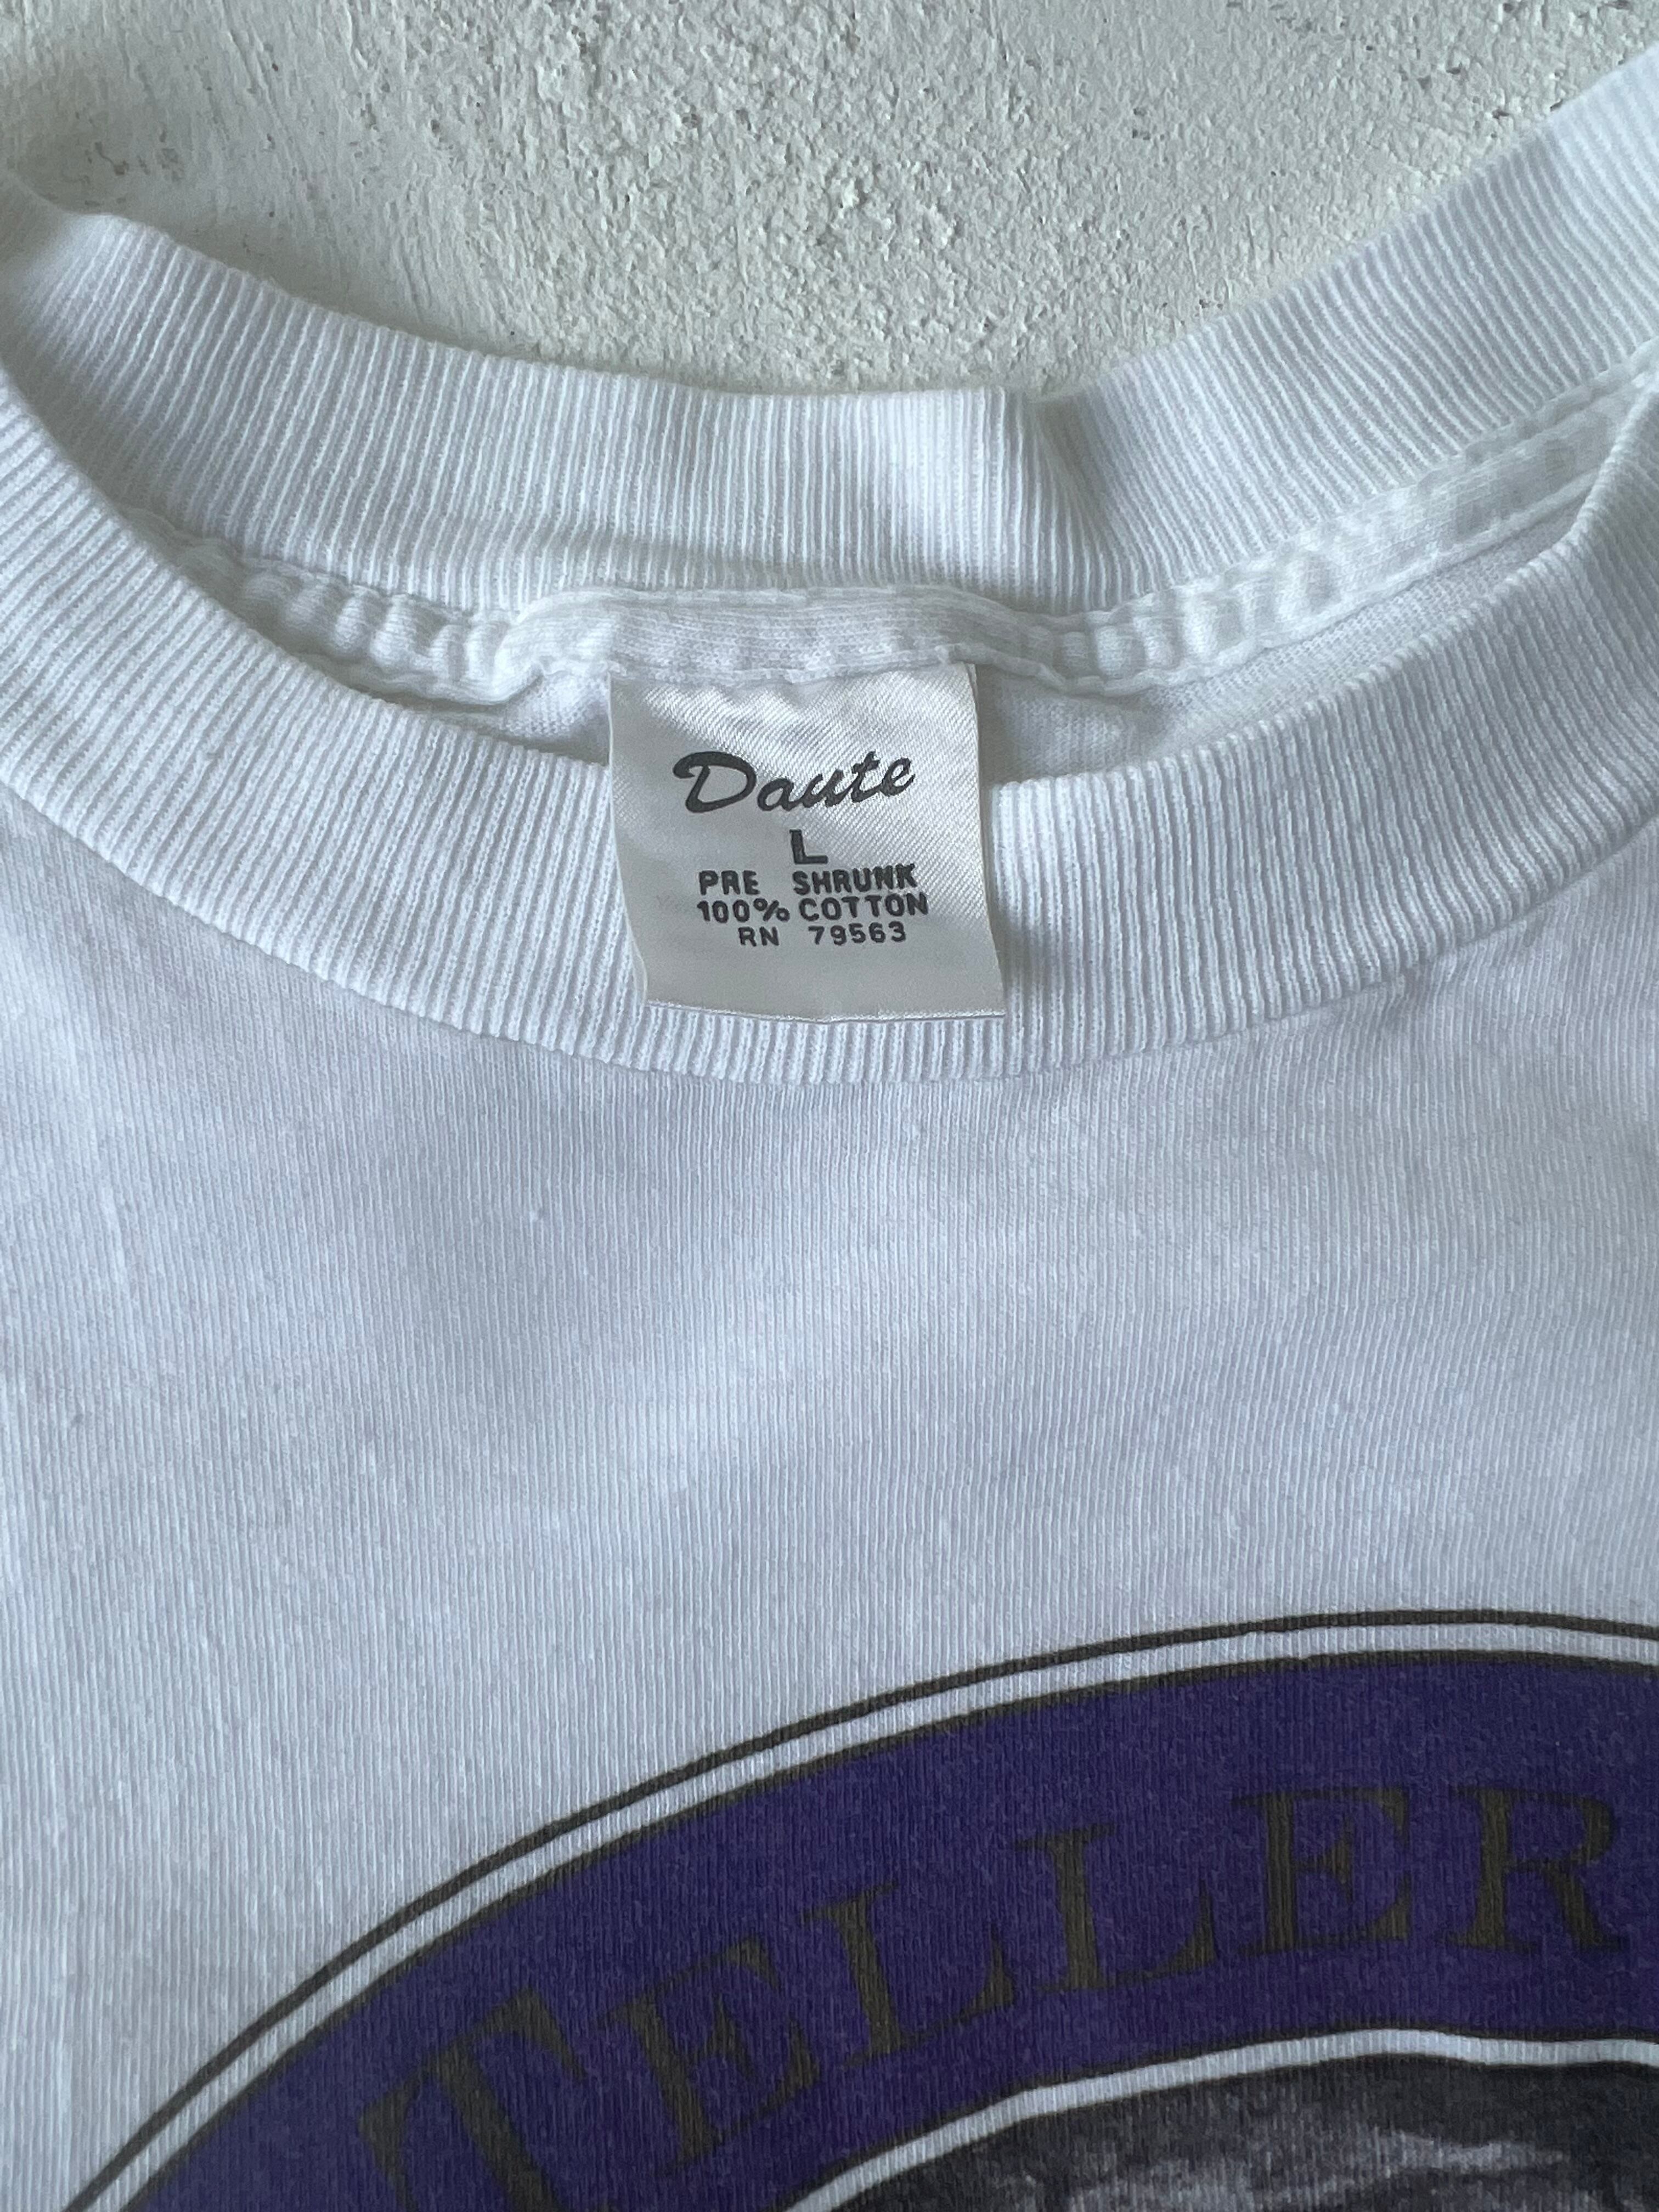 Daute
L
PRE SHRUNK
100% COTTON
RN 79563
TELLER